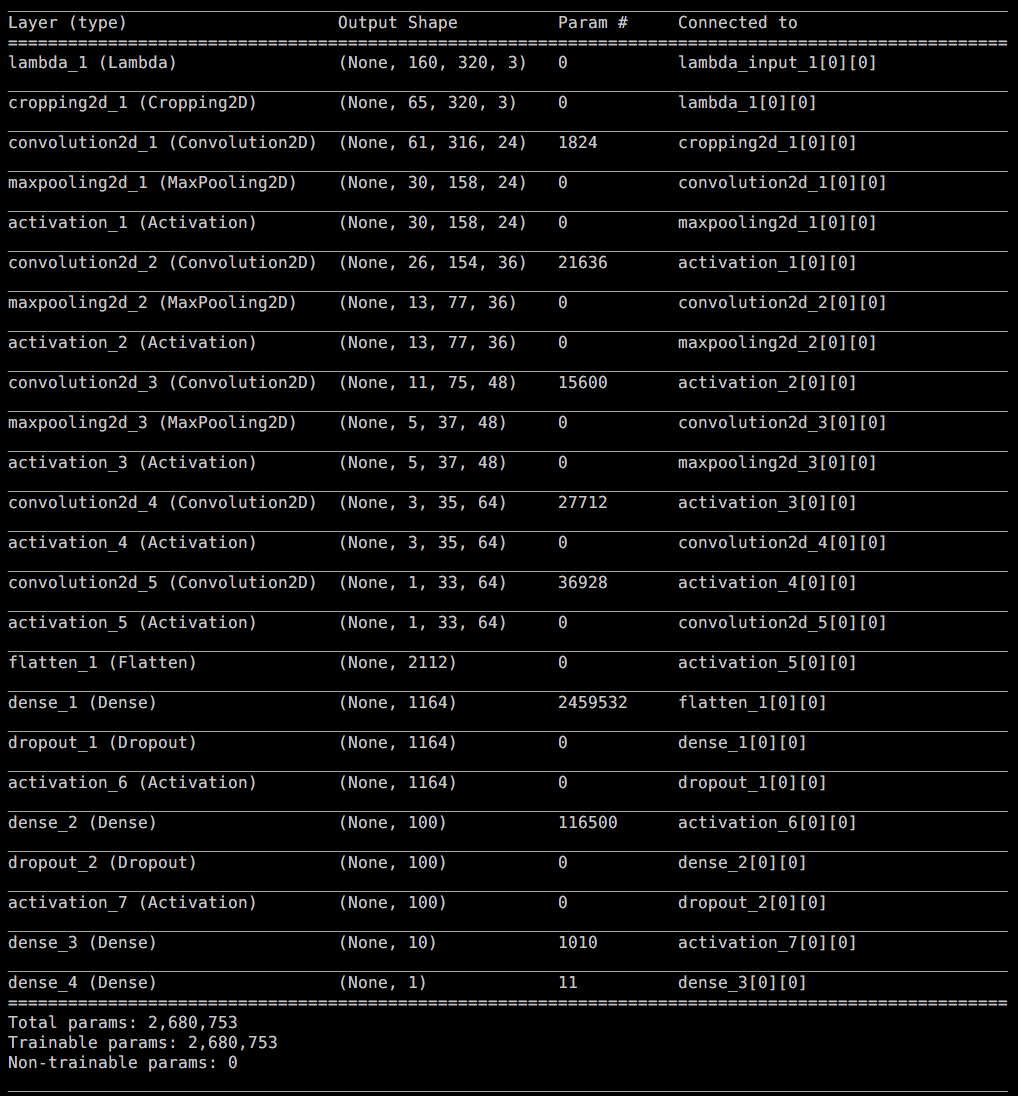 Layer (type) Output Shape Param # Connected to
lambda_1 (Lambda) (None, 160, 320, 3) 0 lambda_input_1[0][0]
cropping2d_1 (Cropping2D) (None, 65, 320, 3) 0 lambda_1[0][0]
convolution2d_1 (Convolution2D) (None, 61, 316, 24) 1824 cropping2d_1[0][0]
maxpooling2d_1 (MaxPooling2D) (None, 30, 158, 24) 0 convolution2d_1[0][0]
activation_1 (Activation) (None, 30, 158, 24) 0 maxpooling2d_1[0][0]
convolution2d_2 (Convolution2D) (None, 26, 154, 36) 21636 activation_1[0][0]
maxpooling2d_2 (MaxPooling2D) (None, 13, 77, 36) 0 convolution2d_2[0][0]
activation_2 (Activation) (None, 13, 77, 36) 0 maxpooling2d_2[0][0]
convolution2d_3 (Convolution2D) (None, 11, 75, 48) 15600 activation_2[0][0]
maxpooling2d_3 (MaxPooling2D) (None, 5, 37, 48) 0 convolution2d_3[0][0]
activation_3 (Activation) (None, 5, 37, 48) 0 maxpooling2d_3[0][0]
convolution2d_4 (Convolution2D) (None, 3, 35, 64) 27712 activation_3[0][0]
activation_4 (Activation) (None, 3, 35, 64) 0 convolution2d_4[0][0]
convolution2d_5 (Convolution2D) (None, 1, 33, 64) 36928 activation_4[0][0]
activation_5 (Activation) (None, 1, 33, 64) 0 convolution2d_5[0][0]
flatten_1 (Flatten) (None, 2112) 0 activation_5[0][0]
dense_1 (Dense) (None, 1164) 2459532 flatten_1[0][0]
dropout_1 (Dropout) (None, 1164) 0 dense_1[0][0]
activation_6 (Activation) (None, 1164) 0 dropout_1[0][0]
dense_2 (Dense) (None, 100) 116500 activation_6[0][0]
dropout_2 (Dropout) (None, 100) 0 dense_2[0][0]
activation_7 (Activation) (None, 100) 0 dropout_2[0][0]
dense_3 (Dense) (None, 10) 1010 activation_7[0][0]
dense_4 (Dense) (None, 1) 11 dense_3[0][0]
Total params: 2,680,753
Trainable params: 2,680,753
Non-trainable params: 0